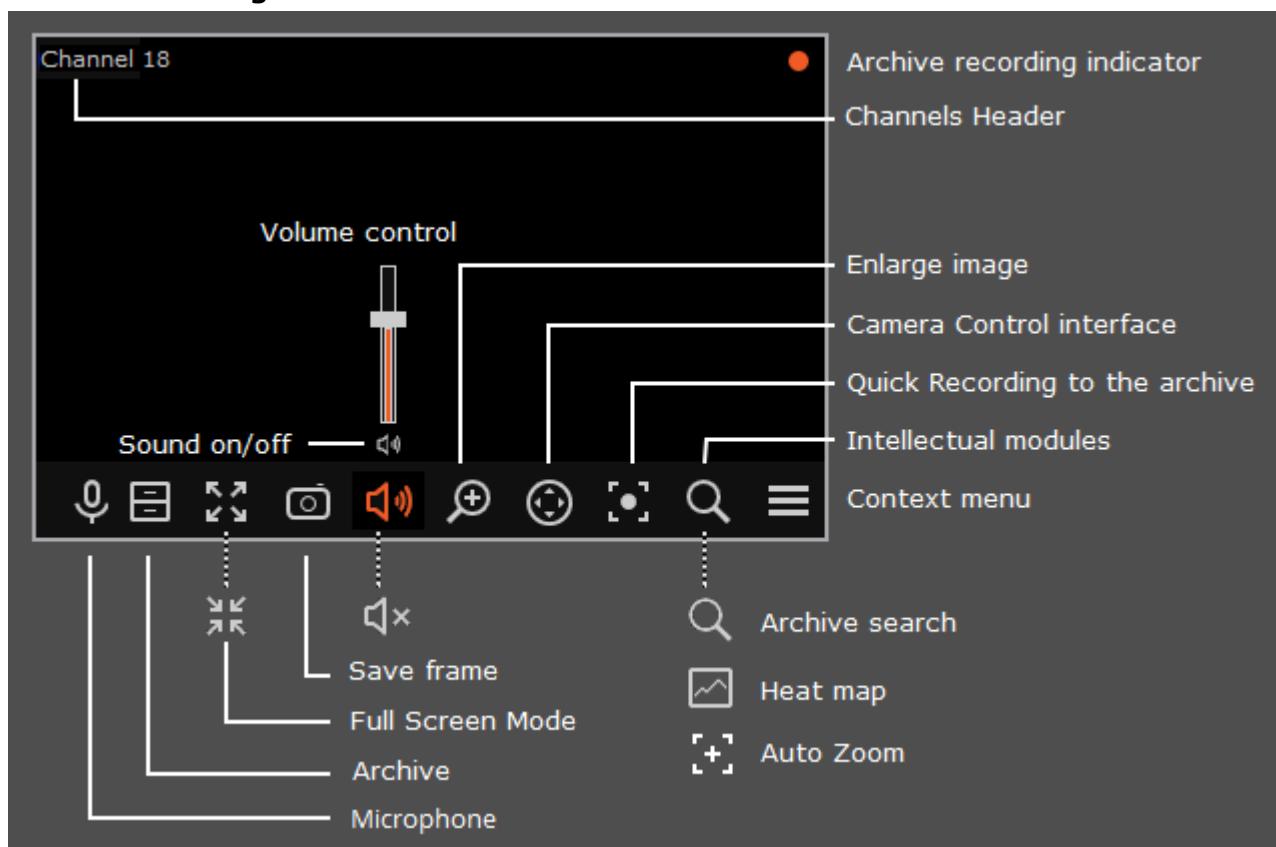 Channel 18
Archive recording indicator
Channels Header
Volume control
Enlarge image
Camera Control interface
Quick Recording to the archive
Sound on/off
Intellectual modules
Context menu
Archive search
Save frame
Heat map
Full Screen Mode
Auto Zoom
Archive
Microphone